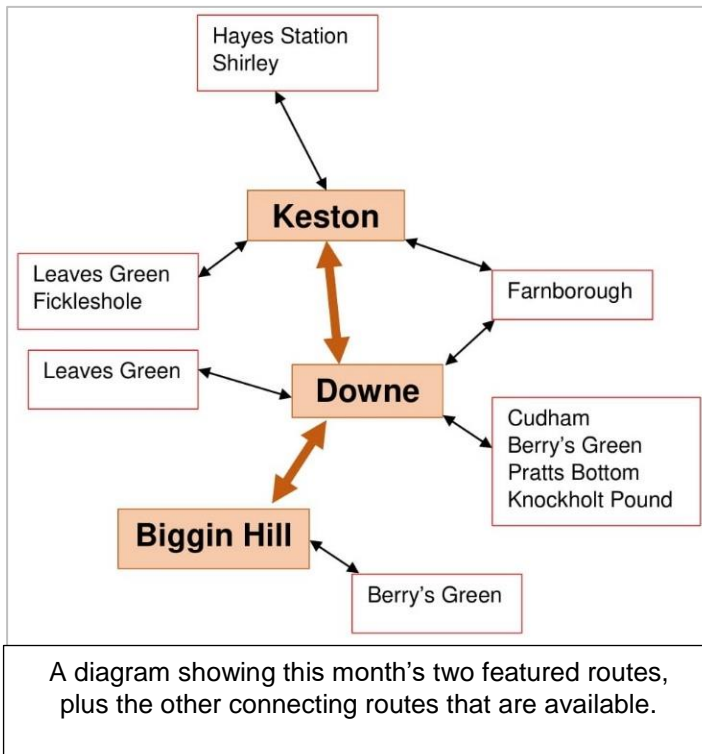 Hayes Station
Shirley
Keston
Leaves Green
Fickleshole
Farnborough
Leaves Green
Downe
Cudham
Berry's Green
Pratts Bottom
Knockholt Pound
Biggin Hill
Berry's Green
A diagram showing this month's two featured routes,
plus the other connecting routes that are available.